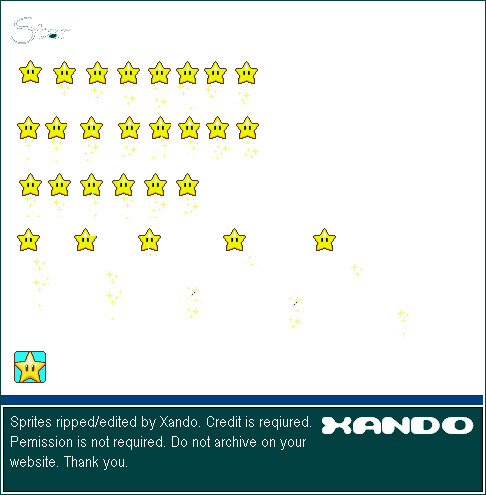 Star
Sprites ripped/edited by Xando. Credit is reqiured.
Permission is not required. Do not archive on your
website. Thank you.
XANDO